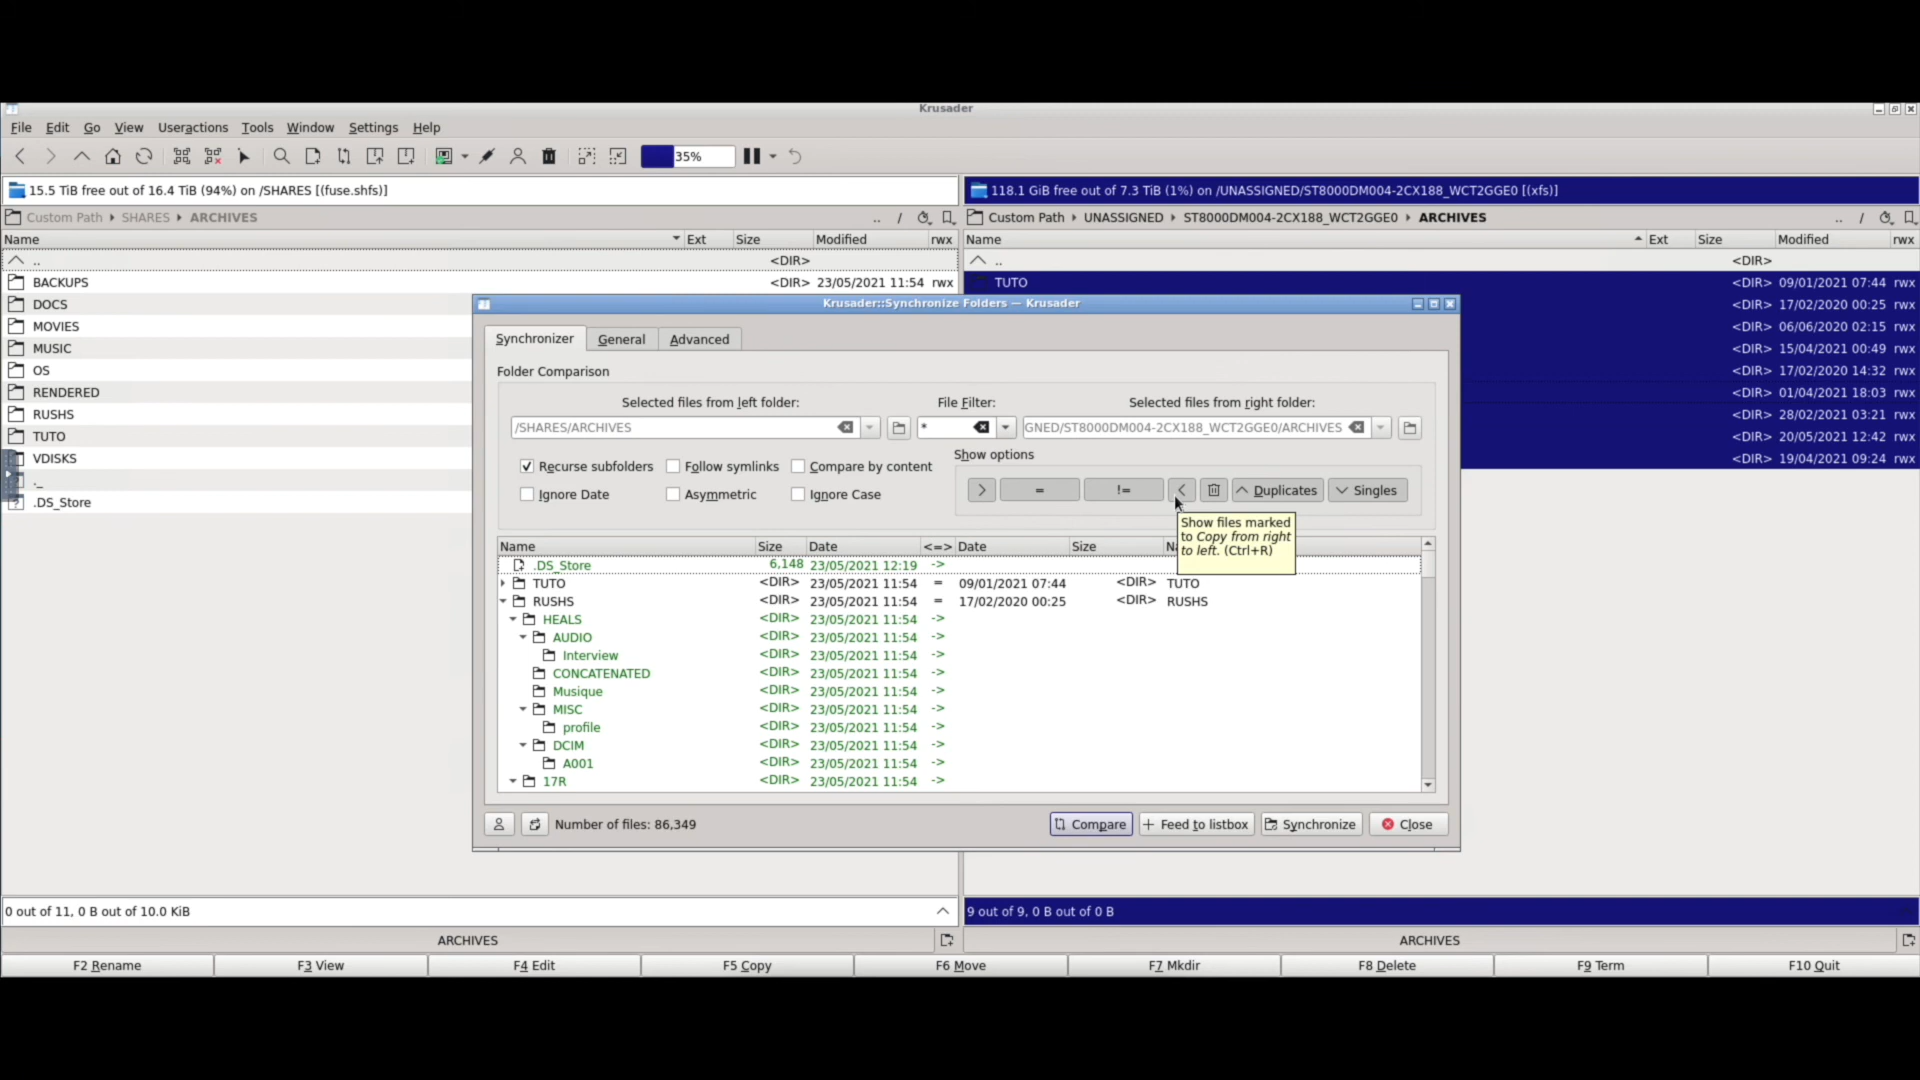 Krusader
File Edit Go View Useractions Tools Window Settings Help
35%
15.5 TiB free out of 16.4 TiB (94%) on /SHARES [(fuse.shfs)]
118.1 GiB free out of 7.3 TiB (1%) on /UNASSIGNED/ST8000DM004-2CX188_WCT2GGE0 [(xfs)]
Custom Path SHARES ARCHIVES .. /
Custom Path UNASSIGNED ST8000DM004-2CX188_WCT2GGE0 ARCHIVES .. /
Name Ext Size Modified rwx
Name Ext Size Modified rwx
.. <DIR>
.. <DIR>
BACKUPS <DIR> 23/05/2021 11:54 rwx
TUTO <DIR> 09/01/2021 07:44 rwx
DOCS
<DIR> 17/02/2020 00:25 rwx
MOVIES
<DIR> 06/06/2020 02:15 rwx
MUSIC
<DIR> 15/04/2021 00:49 rwx
OS
<DIR> 17/02/2020 14:32 rwx
RENDERED
<DIR> 01/04/2021 18:03 rwx
RUSHS
<DIR> 28/02/2021 03:21 rwx
TUTO
<DIR> 20/05/2021 12:42 rwx
VDISKS
<DIR> 19/04/2021 09:24 rwx
._
.DS_Store
Krusader::Synchronize Folders — Krusader
Synchronizer General Advanced
Folder Comparison
Selected files from left folder: File Filter: Selected files from right folder:
/SHARES/ARCHIVES * GNED/ST8000DM004-2CX188_WCT2GGE0/ARCHIVES
Show options
Recurse subfolders Follow symlinks Compare by content
Ignore Date Asymmetric Ignore Case
> = != < Duplicates Singles
Show files marked
to Copy from right
to left. (Ctrl+R)
Name Size Date <=> Date Size Na
.DS_Store 6,148 23/05/2021 12:19 ->
TUTO <DIR> 23/05/2021 11:54 = 09/01/2021 07:44 <DIR> TUTO
RUSHS <DIR> 23/05/2021 11:54 = 17/02/2020 00:25 <DIR> RUSHS
HEALS <DIR> 23/05/2021 11:54 ->
AUDIO <DIR> 23/05/2021 11:54 ->
Interview <DIR> 23/05/2021 11:54 ->
CONCATENATED <DIR> 23/05/2021 11:54 ->
Musique <DIR> 23/05/2021 11:54 ->
MISC <DIR> 23/05/2021 11:54 ->
profile <DIR> 23/05/2021 11:54 ->
DCIM <DIR> 23/05/2021 11:54 ->
A001 <DIR> 23/05/2021 11:54 ->
17R <DIR> 23/05/2021 11:54 ->
Number of files: 86,349
Compare Feed to listbox Synchronize Close
0 out of 11, 0 B out of 10.0 KiB
9 out of 9, 0 B out of 0 B
ARCHIVES
ARCHIVES
F2 Rename F3 View F4 Edit F5 Copy F6 Move F7 Mkdir F8 Delete F9 Term F10 Quit